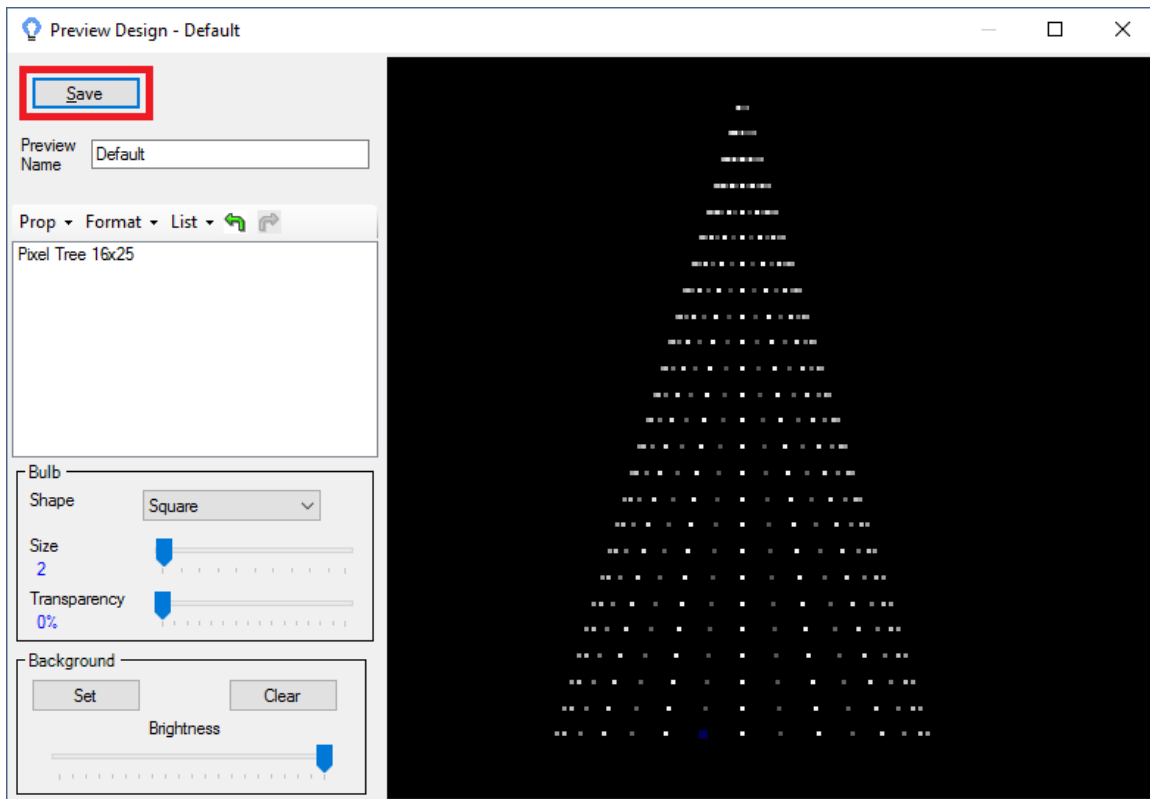 Preview Design - Default
Save
Preview
Name
Default
Prop Format List
Pixel Tree 16x25
Bulb
Shape
Square
Size
2
Transparency
0%
Background
Set Clear
Brightness